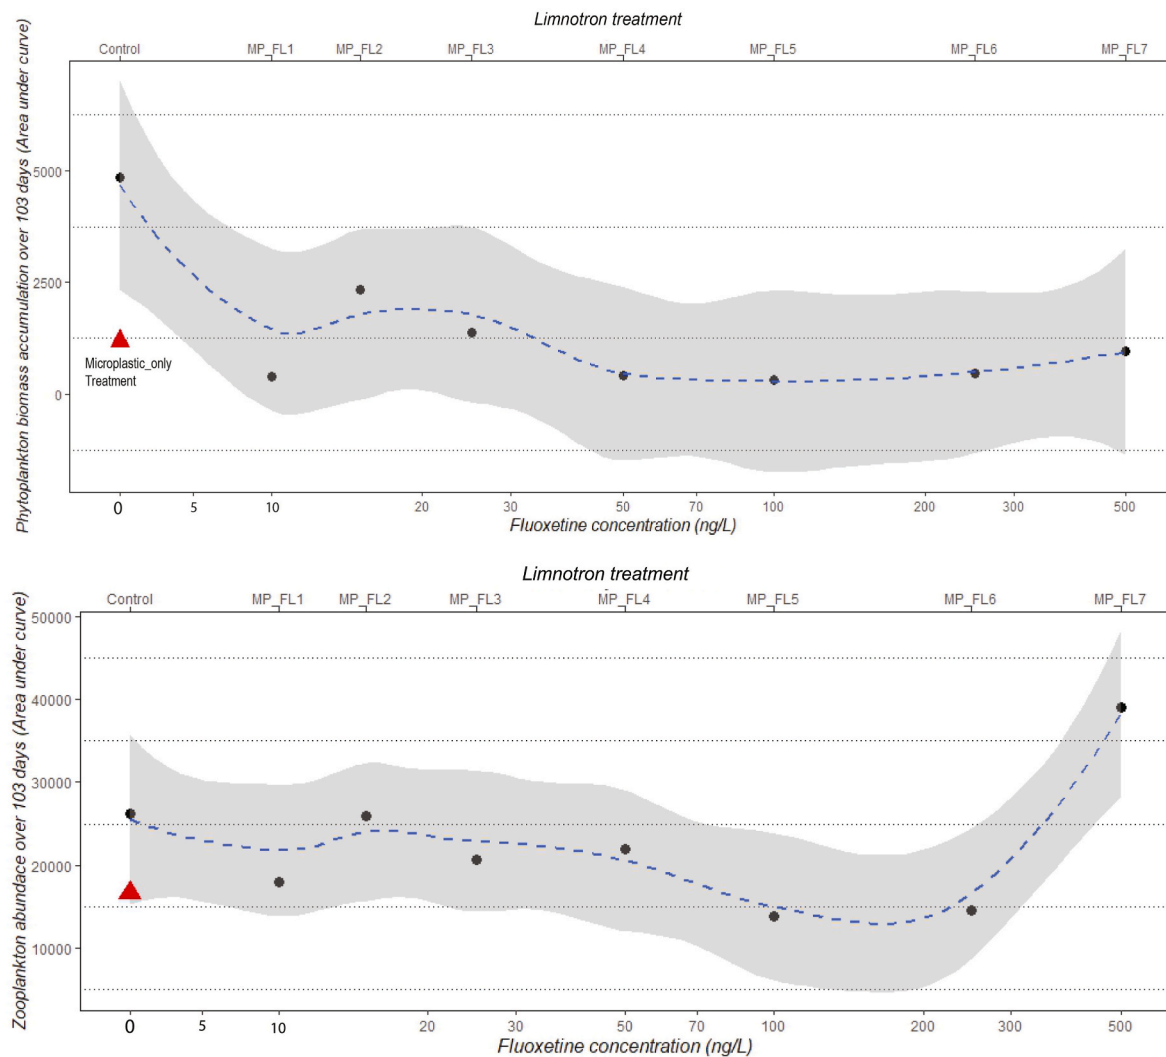 Limnotron treatment
Control MP_FL1 MP_FL2 MP_FL3 MP_FL4 MP_FL5 MP_FL6 MP_FL7
Phytoplankton biomass accumulation over 103 days (Area under curve)
5000
2500
0
Microplastic_only
Treatment
0 5 10 20 30 50 70 100 200 300 500
Fluoxetine concentration (ng/L)
Limnotron treatment
Control MP_FL1 MP_FL2 MP_FL3 MP_FL4 MP_FL5 MP_FL6 MP_FL7
Zooplankton abundace over 103 days (Area under curve)
50000
40000
30000
20000
10000
0 5 10 20 30 50 100 200 300 500
Fluoxetine concentration (ng/L)